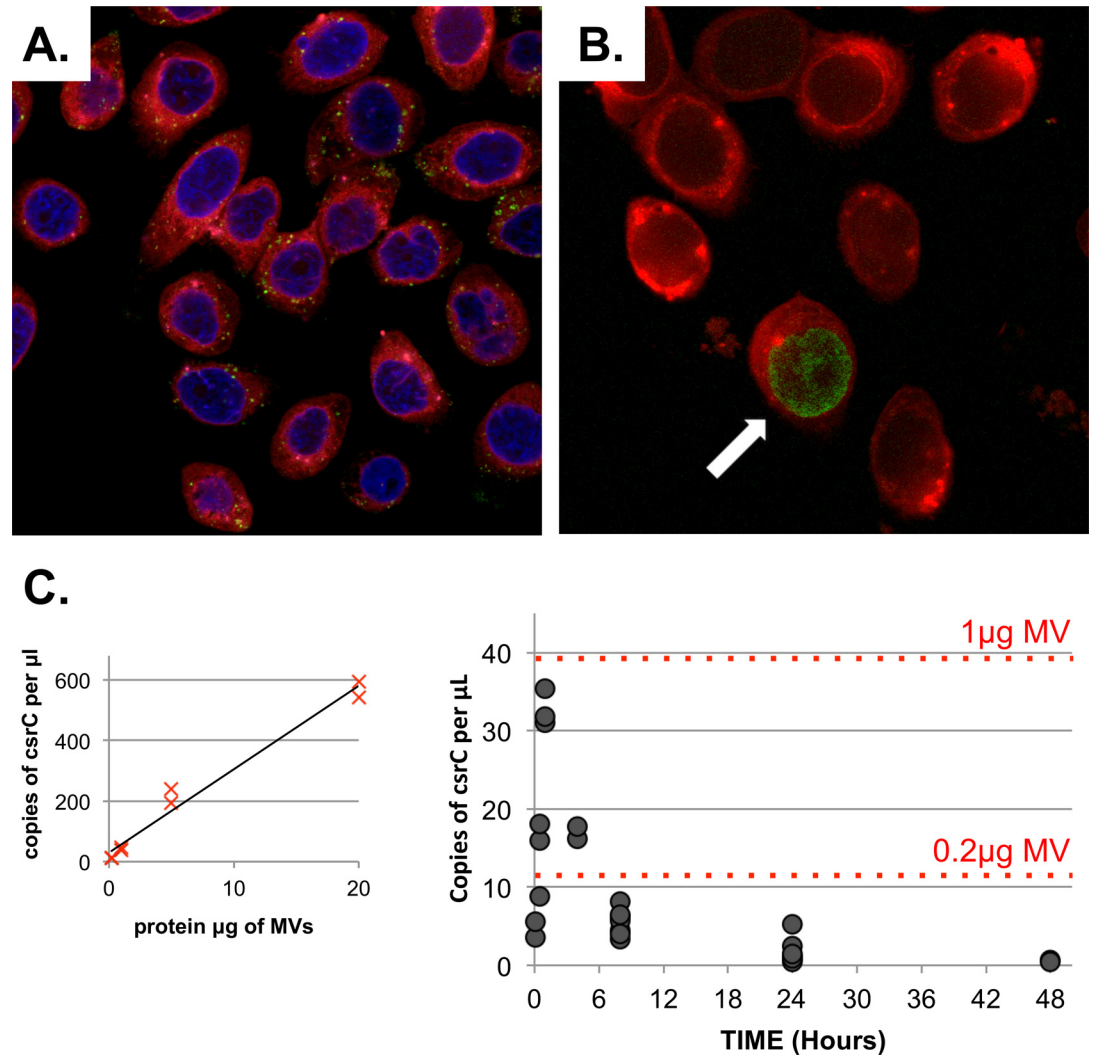 A.
B.
C.
copies of csrC per µl
600
400
200
0
0 10 20
protein µg of MVs
Copies of csrC per µL
40
30
20
10
0
1µg MV
0.2µg MV
0 6 12 18 24 30 36 42 48
TIME (Hours)